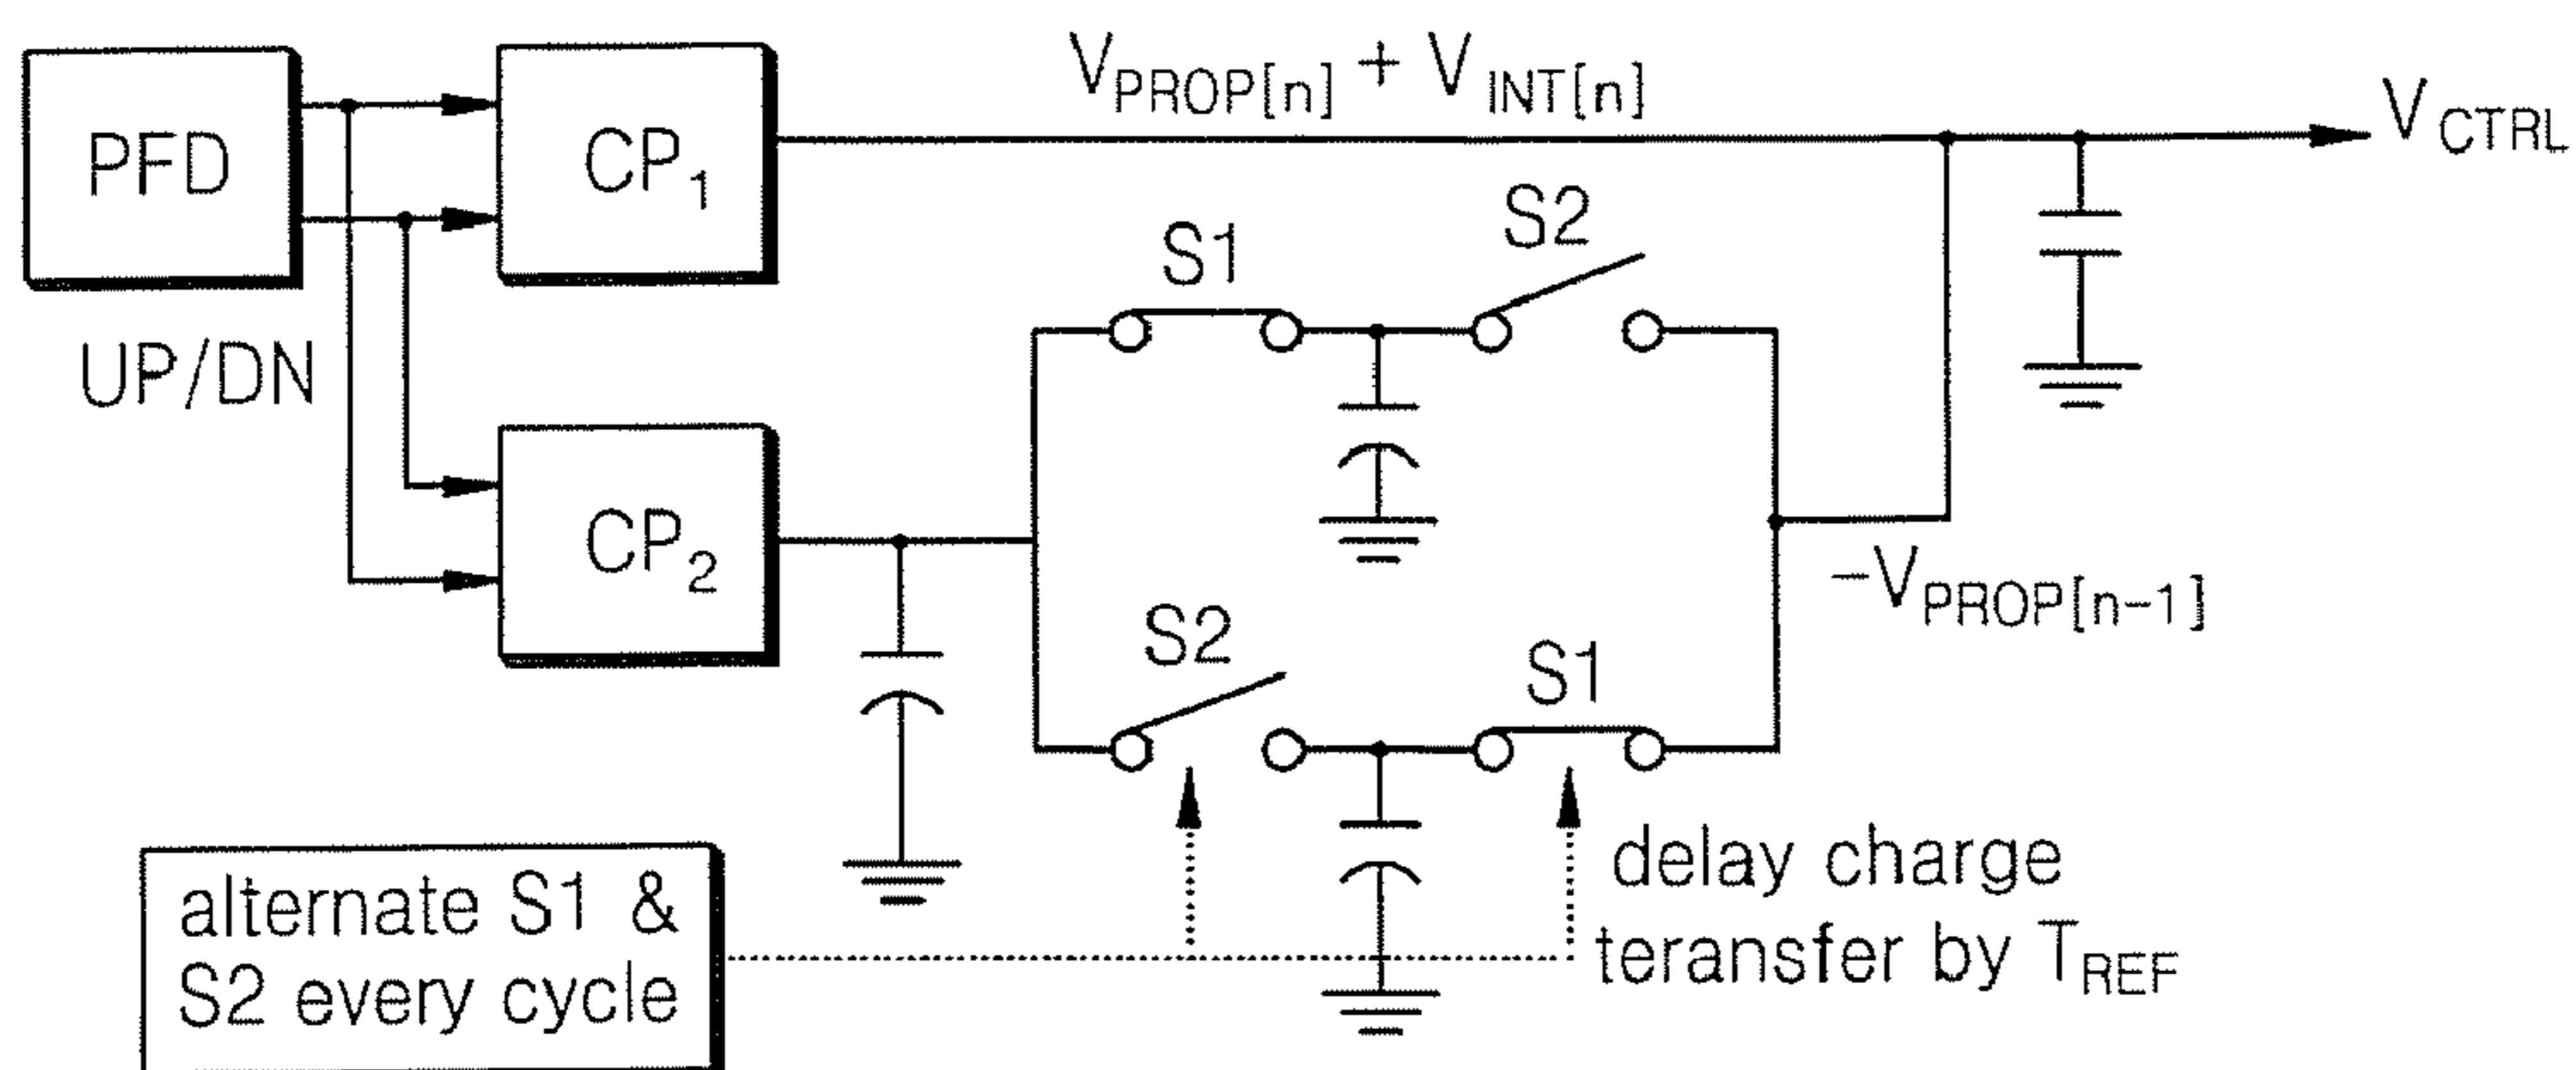 PFD
UP/DN
CP1
VPROP[n] + VINT[n]
VCTRL
S1
S2
CP2
S2
S1
-VPROP[n-1]
alternate S1 &
S2 every cycle
delay charge
teransfer by TREF